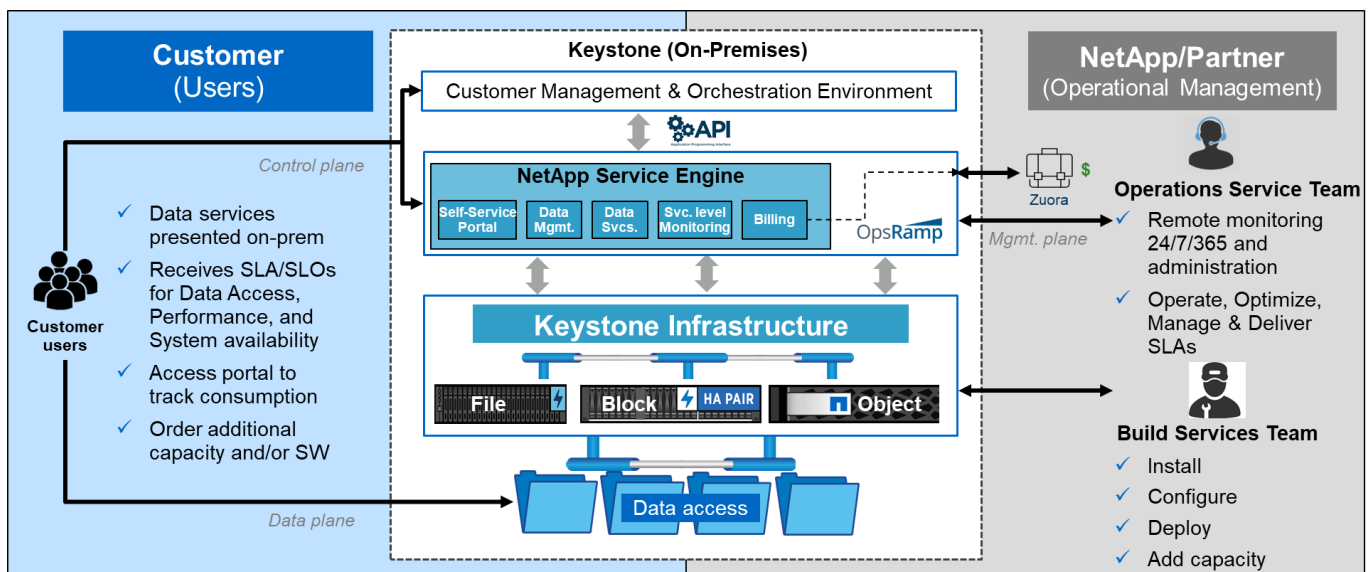 Customer
(Users)
Control plane
Data services
presented on-prem
Receives SLA/SLOs
for Data Access,
Performance, and
System availability
Access portal to
track consumption
Order additional
capacity and/or SW
Customer
users
Data plane
Keystone (On-Premises)
Customer Management & Orchestration Environment
API
Application Programming Interface
NetApp Service Engine
Self-Service
Portal
Data
Mgmt.
Data
Svcs.
Svc. level
Monitoring
Billing
OpsRamp
Keystone Infrastructure
File
Block
HA PAIR
Object
Data access
NetApp/Partner
(Operational Management)
$
Zuora
Mgmt. plane
Operations Service Team
Remote monitoring
24/7/365 and
administration
Operate, Optimize,
Manage & Deliver
SLAs
Build Services Team
Install
Configure
Deploy
Add capacity